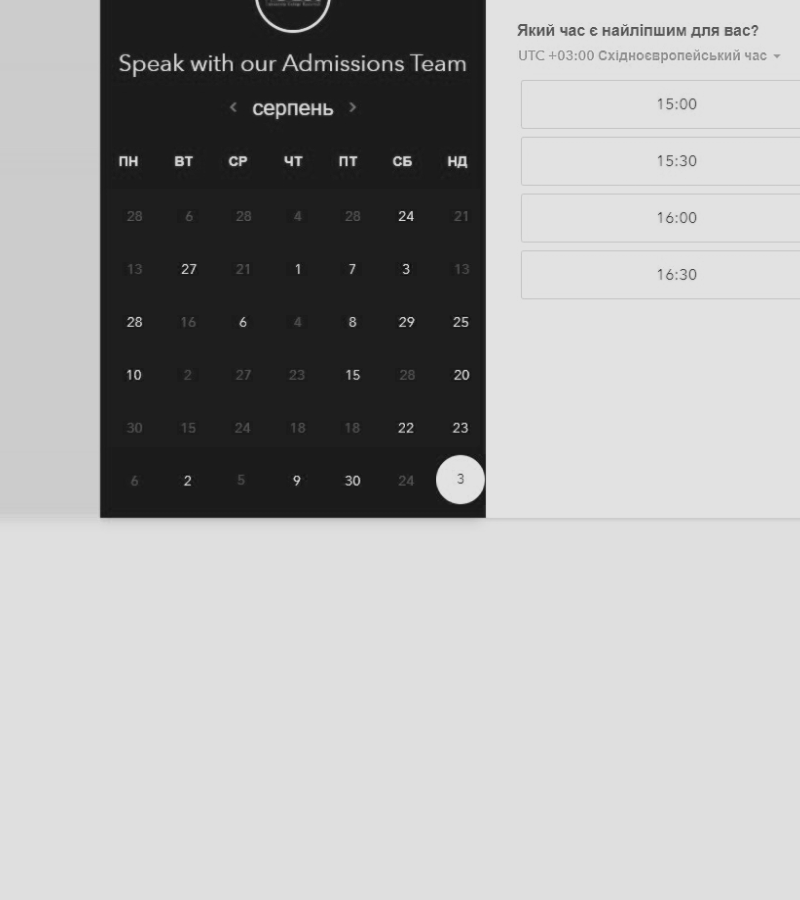 Speak with our Admissions Team
серпень
ПН ВТ СР ЧТ ПТ СБ НД
28 6 28 4 28 24 21
13 27 21 1 7 3 13
28 16 6 4 8 29 25
10 2 27 23 15 28 20
30 15 24 18 18 22 23
6 2 5 9 30 24 3
Який час є найліпшим для вас?
UTC +03:00 Східноєвропейський час
15:00
15:30
16:00
16:30